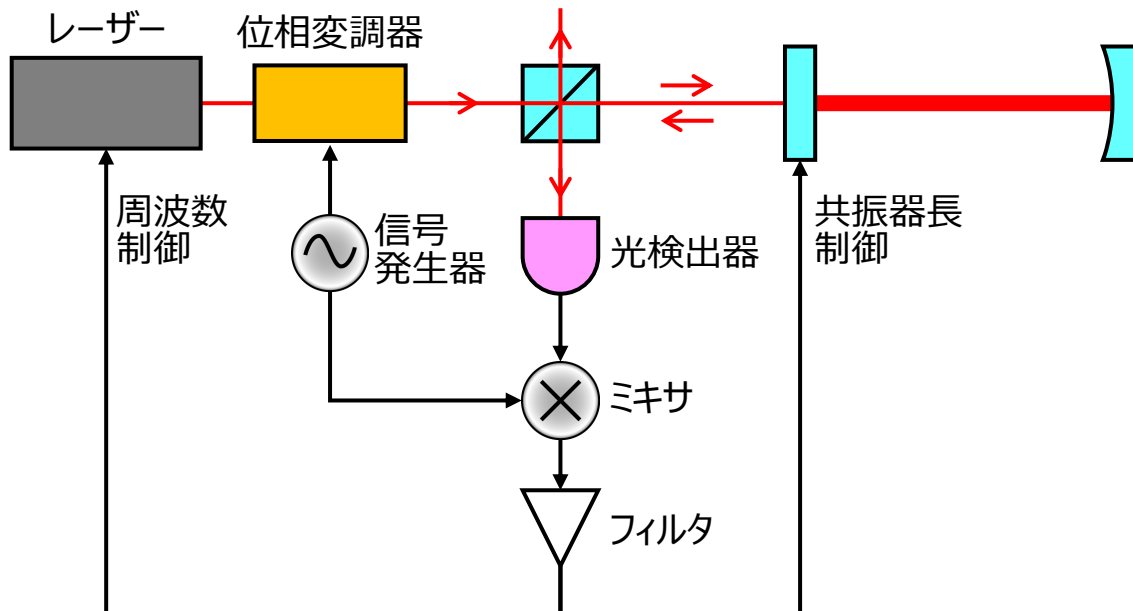 レーザー
位相変調器
周波数
制御
信号
発生器
光検出器
共振器長
制御
ミキサ
フィルタ